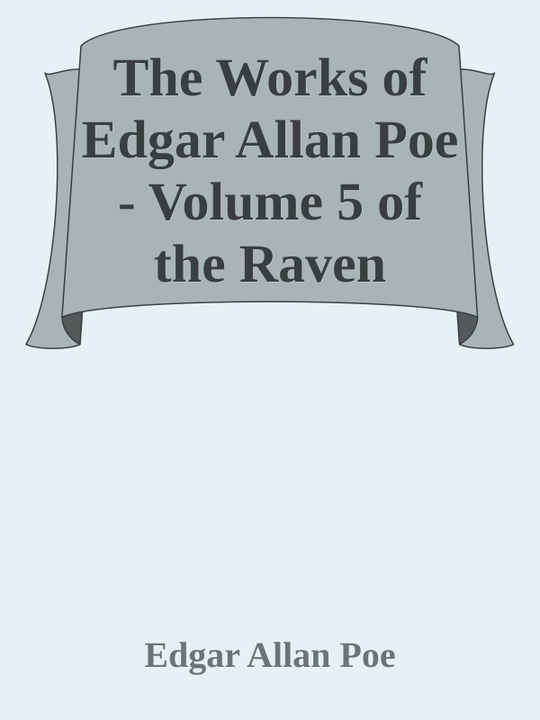 The Works of
Edgar Allan Poe
- Volume 5 of
the Raven
Edgar Allan Poe